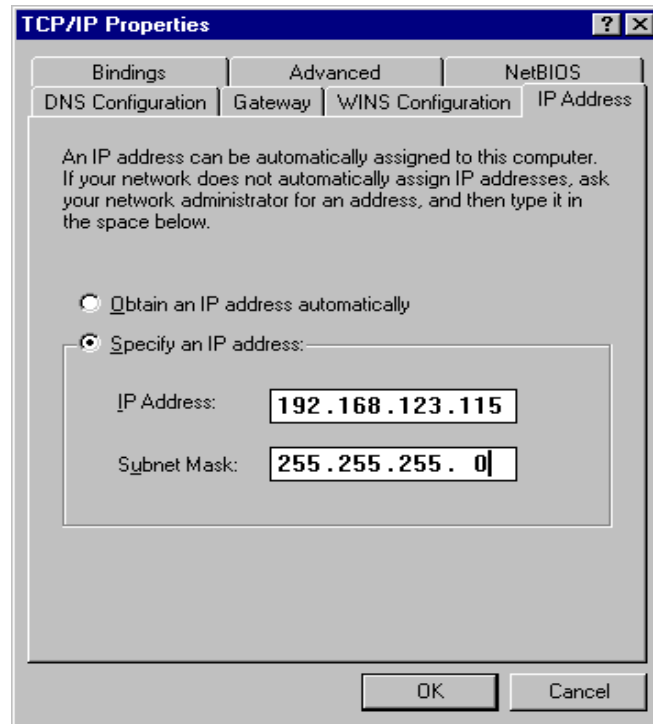 TCP/IP Properties
Bindings Advanced NetBIOS
DNS Configuration Gateway WINS Configuration IP Address
An IP address can be automatically assigned to this computer.
If your network does not automatically assign IP addresses, ask
your network administrator for an address, and then type it in
the space below.
Obtain an IP address automatically
Specify an IP address:
IP Address: 192.168.123.115
Subnet Mask: 255.255.255. 0
OK Cancel